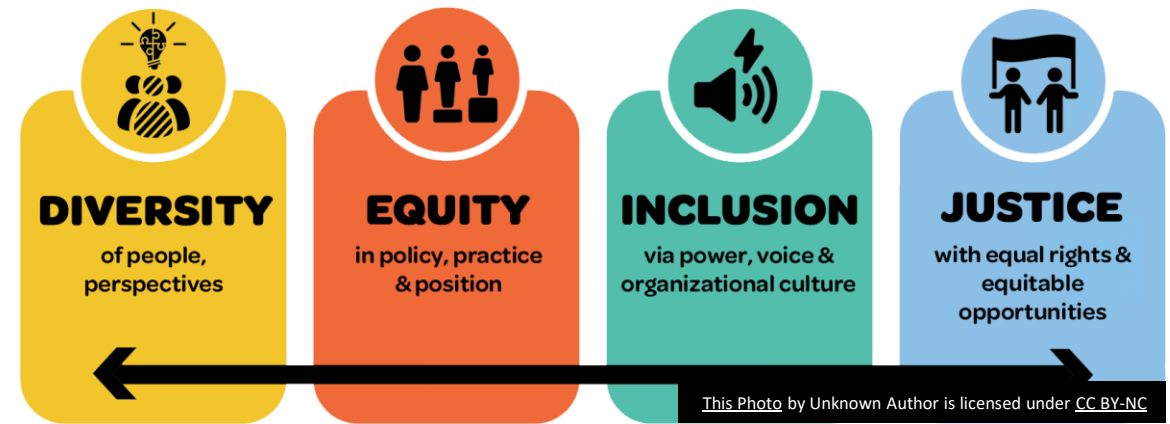 DIVERSITY
of people,
perspectives
EQUITY
in policy, practice
& position
INCLUSION
via power, voice &
organizational culture
JUSTICE
with equal rights &
equitable
opportunities
This Photo by Unknown Author is licensed under CC BY-NC